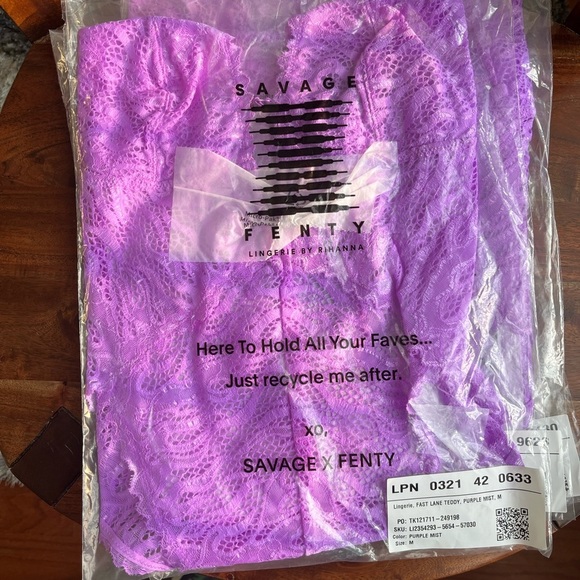 SAVAGE
FENTY
LINGERIE BY RIHANNA
Here To Hold All Your Faves...
Just recycle me after.
xo,
SAVAGE X FENTY
9623
LPN 0321 42 0633
Lingerie, FAST LANE TEDDY, PURPLE MIST, M
PO: TK121711-249198
SKU: LI2354293-5654-57030
Color: PURPLE MIST
Size: M